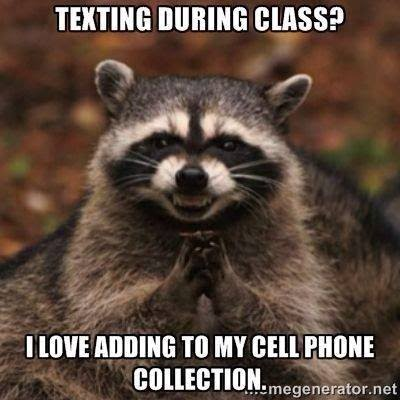 TEXTING DURING CLASS?
I LOVE ADDING TO MY CELL PHONE
COLLECTION.
memegenerator.net